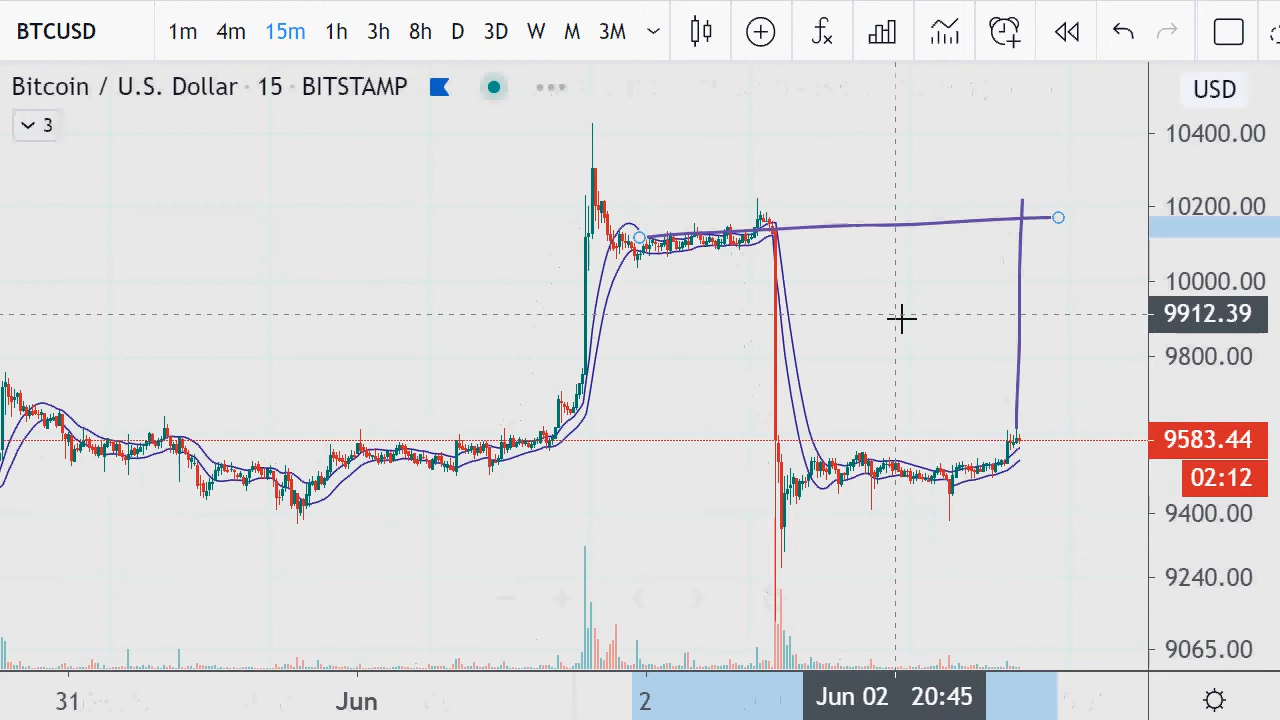 BTCUSD 1m 4m 15m 1h 3h 8h D 3D W M 3M fx
Bitcoin / U.S. Dollar · 15 · BITSTAMP
USD
3
10400.00
10200.00
10000.00
9912.39
9800.00
9583.44
02:12
9400.00
9240.00
9065.00
31 Jun 2 Jun 02 20:45